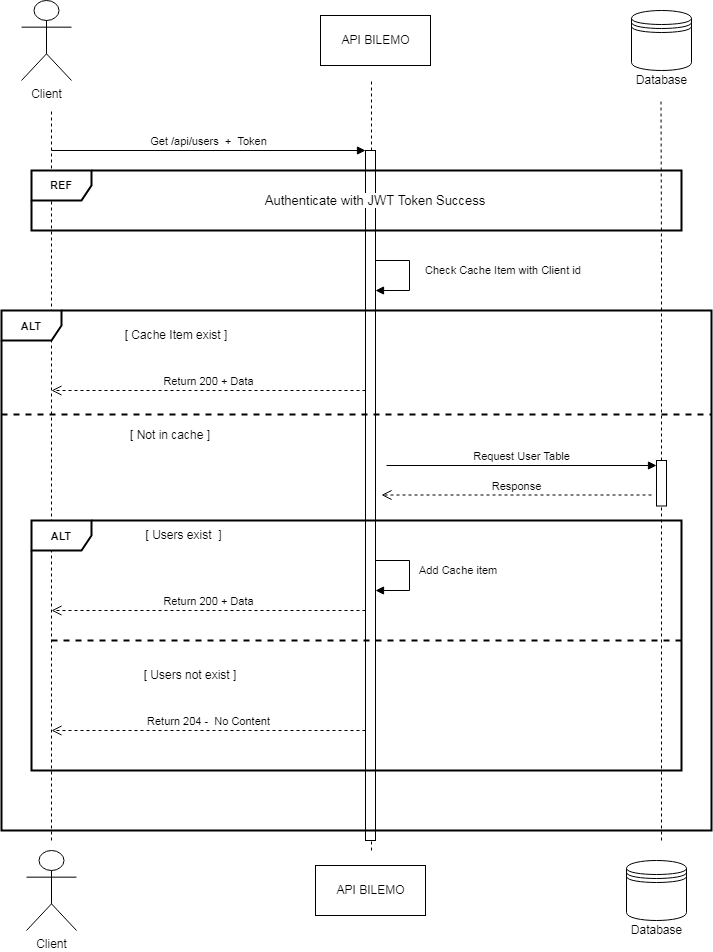 API BILEMO
Database
Client
Get /api/users + Token
REF
Authenticate with JWT Token Success
Check Cache Item with Client id
ALT
[ Cache Item exist ]
Return 200 + Data
[ Not in cache ]
Request User Table
Response
ALT
[ Users exist ]
Add Cache item
Return 200 + Data
[ Users not exist ]
Return 204 - No Content
API BILEMO
Database
Client